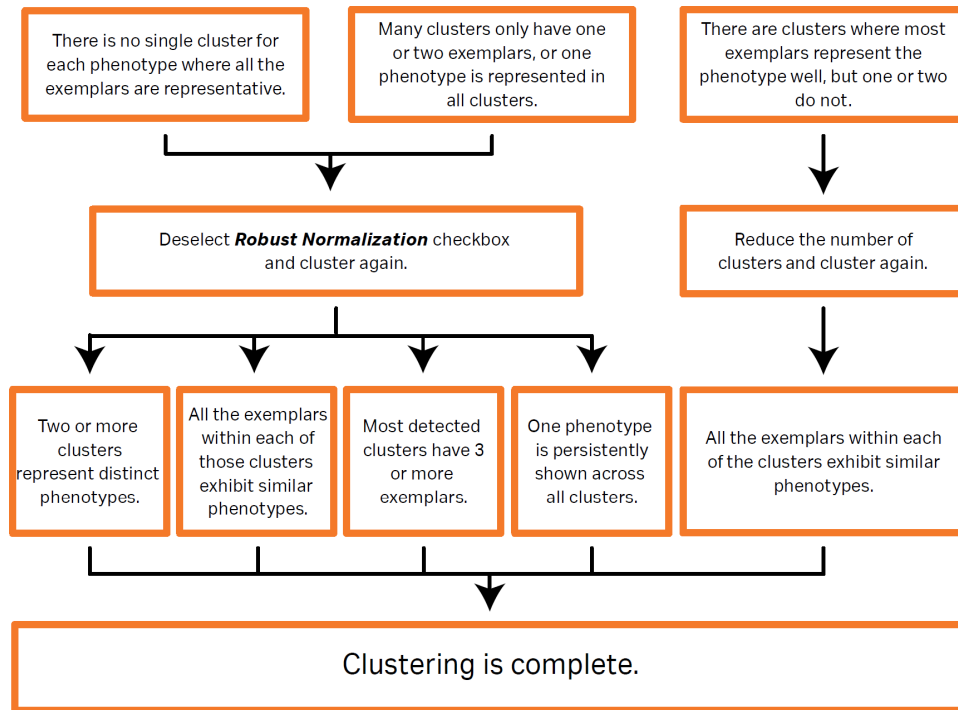 There is no single cluster for
each phenotype where all the
exemplars are representative.
Many clusters only have one
or two exemplars, or one
phenotype is represented in
all clusters.
There are clusters where most
exemplars represent the
phenotype well, but one or two
do not.
Deselect Robust Normalization checkbox
and cluster again.
Reduce the number of
clusters and cluster again.
Two or more
clusters
represent distinct
phenotypes.
All the exemplars
within each of
those clusters
exhibit similar
phenotypes.
Most detected
clusters have 3
or more
exemplars.
One phenotype
is persistently
shown across
all clusters.
All the exemplars within each
of the clusters exhibit similar
phenotypes.
Clustering is complete.